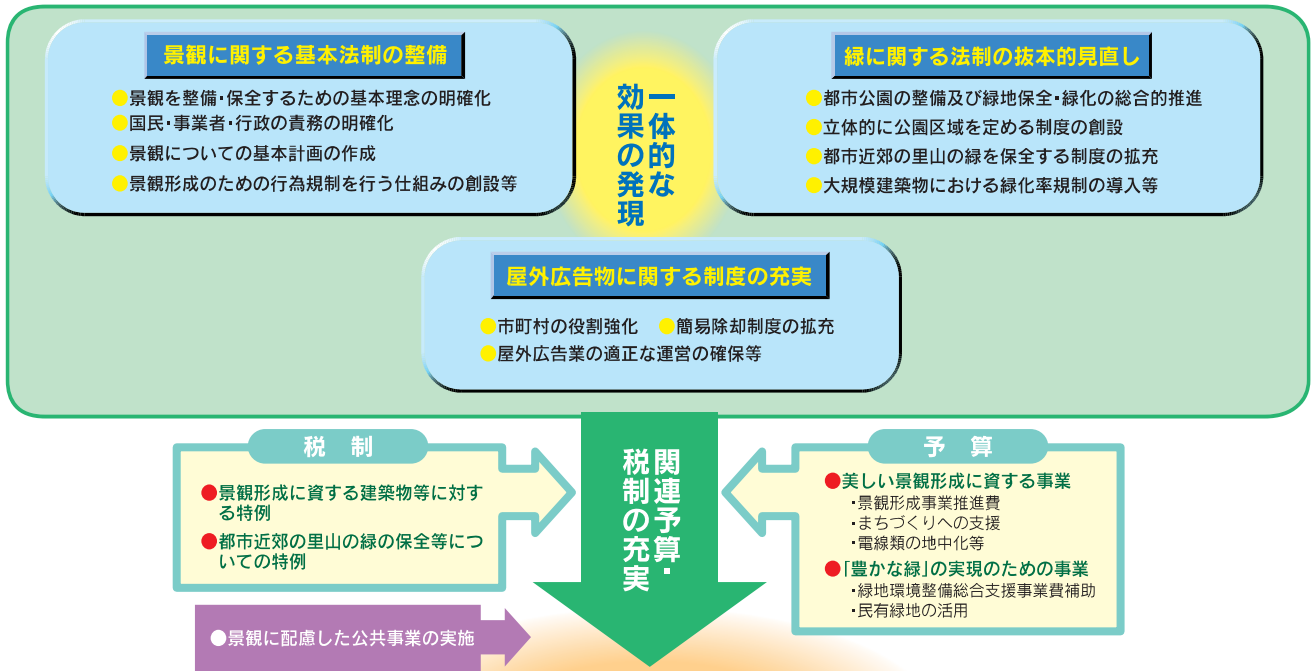 景観に関する基本法制の整備
●景観を整備・保全するための基本理念の明確化
●国民・事業者・行政の責務の明確化
●景観についての基本計画の作成
●景観形成のための行為規制を行う仕組みの創設等
一体的な
効果の発現
緑に関する法制の抜本的見直し
●都市公園の整備及び緑地保全・緑化の総合的推進
●立体的に公園区域を定める制度の創設
●都市近郊の里山の緑を保全する制度の拡充
●大規模建築物における緑化率規制の導入等
屋外広告物に関する制度の充実
●市町村の役割強化 ●簡易除却制度の拡充
●屋外広告業の適正な運営の確保等
税 制
●景観形成に資する建築物等に対す
る特例
●都市近郊の里山の緑の保全等につ
いての特例
関連予算・
税制の充実
予 算
●美しい景観形成に資する事業
・景観形成事業推進費
・まちづくりへの支援
・電線類の地中化等
●「豊かな緑」の実現のための事業
・緑地環境整備総合支援事業費補助
・民有緑地の活用
●景観に配慮した公共事業の実施